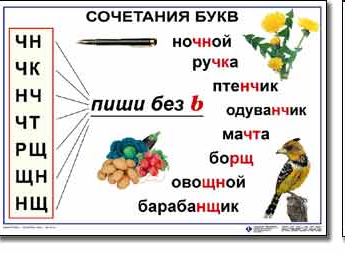 СОЧЕТАНИЯ БУКВ
ЧН
ЧК
НЧ
ЧТ
РЩ
ЩН
НЩ
пиши без ь
ночной
ручка
птенчик
одуванчик
мачта
борщ
овощной
барабанщик